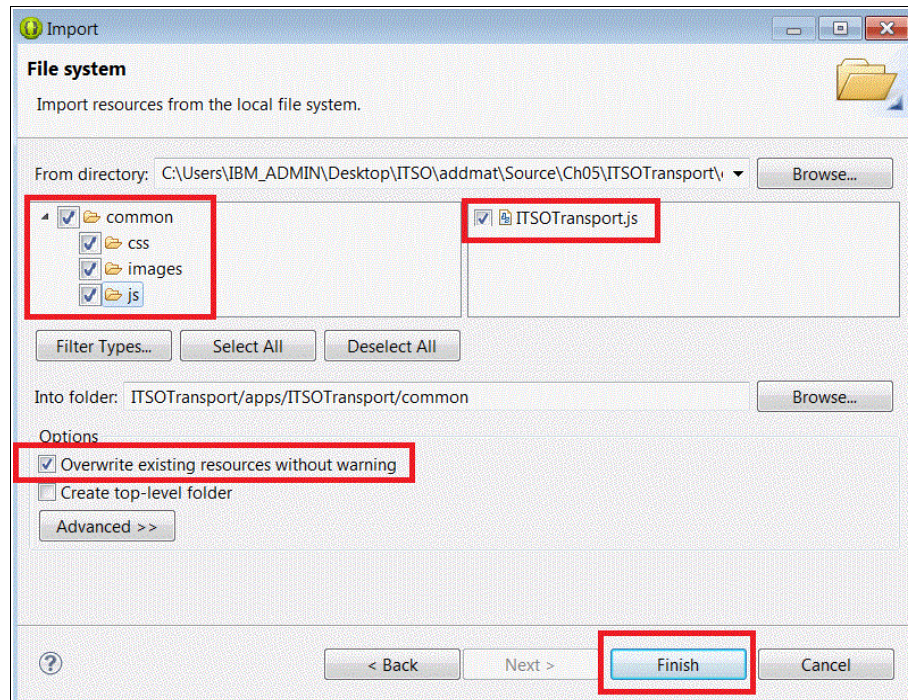 Import
File system
Import resources from the local file system.
From directory: C:\Users\IBM_ADMIN\Desktop\ITSO\addmat\Source\Ch05\ITSOTransport\ Browse...
common
css
images
js
ITSOTransport.js
Filter Types... Select All Deselect All
Into folder: ITSOTransport/apps/ITSOTransport/common Browse...
Options
Overwrite existing resources without warning
Create top-level folder
Advanced >>
? < Back Next > Finish Cancel